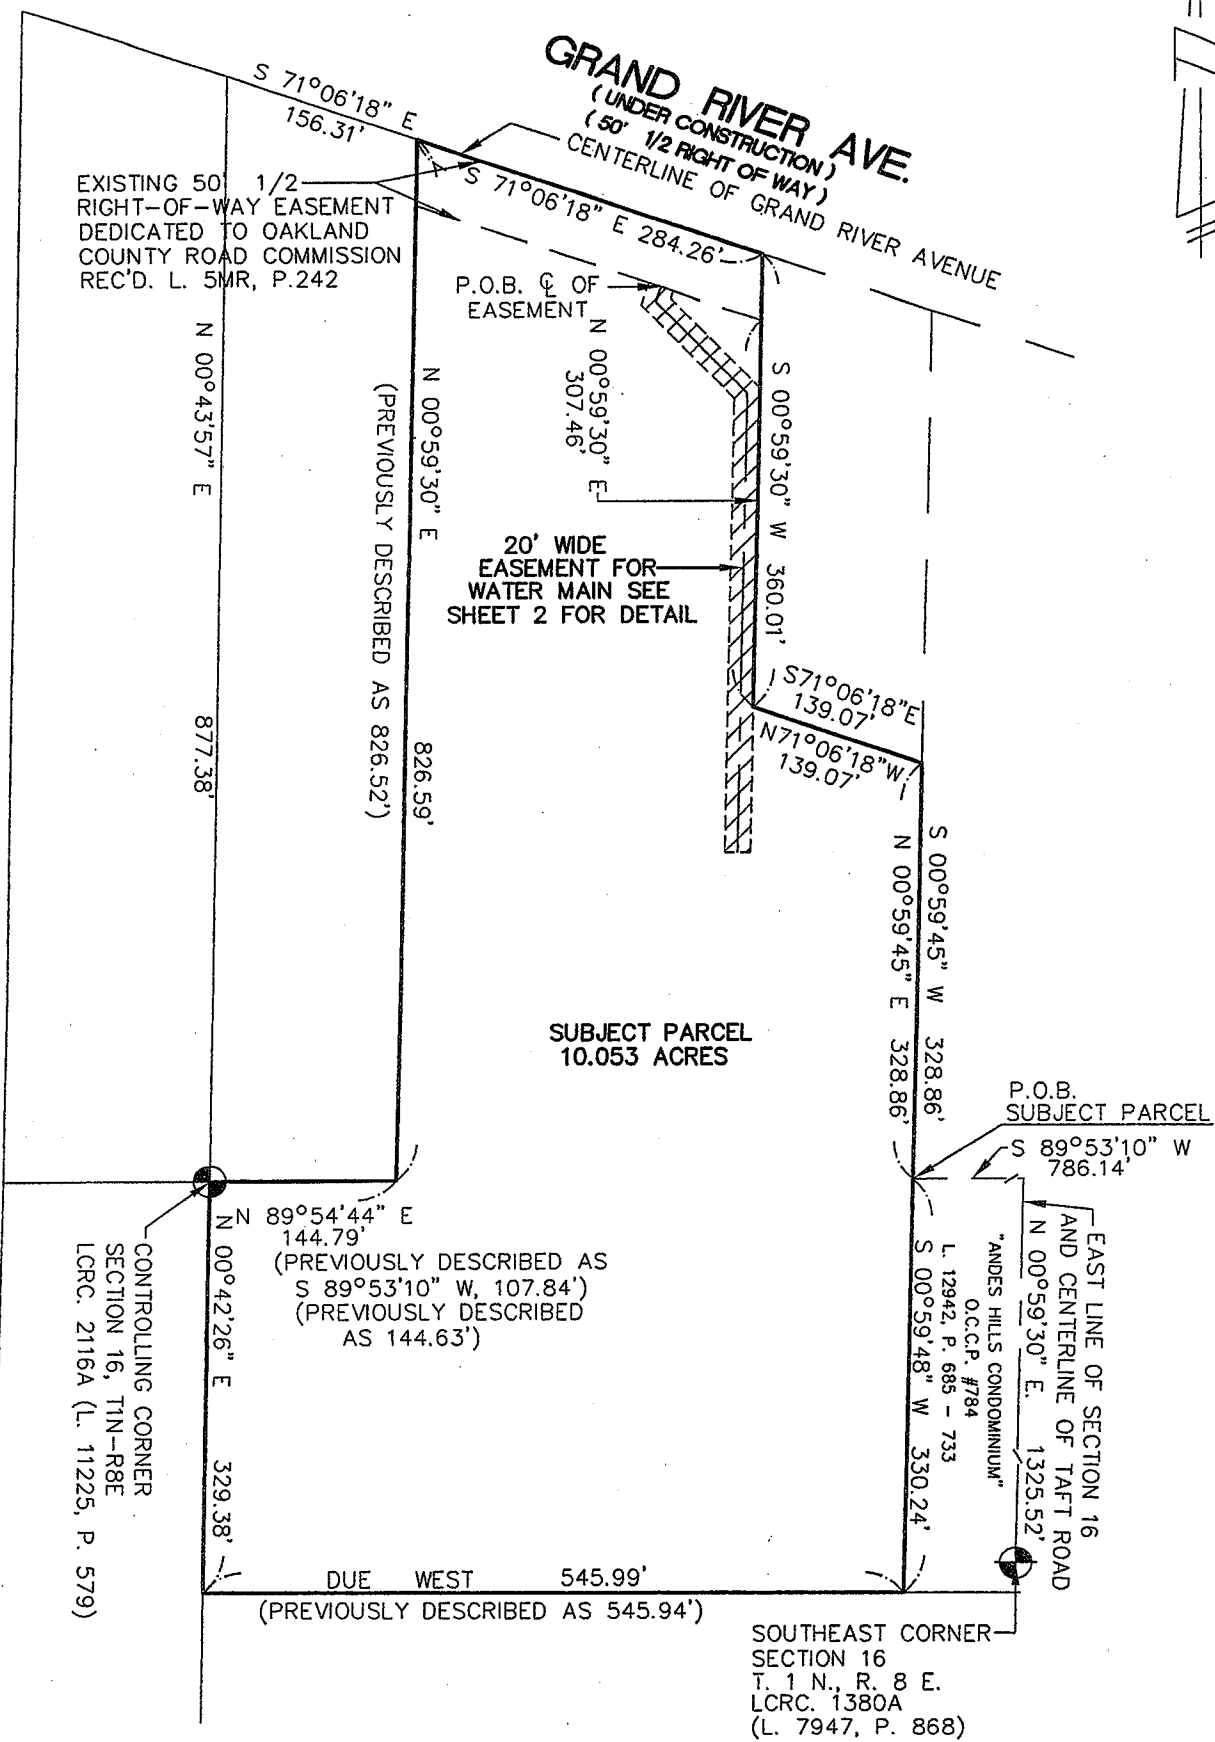 GRAND RIVER AVE.
( UNDER CONSTRUCTION )
( 50' 1/2 RIGHT OF WAY )
CENTERLINE OF GRAND RIVER AVENUE
S 71°06'18" E
156.31'
S 71°06'18" E 284.26'
EXISTING 50' 1/2
RIGHT-OF-WAY EASEMENT
DEDICATED TO OAKLAND
COUNTY ROAD COMMISSION
REC'D. L. 5MR, P.242
P.O.B. ℄ OF
EASEMENT
N 00°59'30" E
307.46'
N 00°43'57" E 877.38'
N 00°59'30" E 826.59'
(PREVIOUSLY DESCRIBED AS 826.52')
S 00°59'30" W 360.01'
20' WIDE
EASEMENT FOR
WATER MAIN SEE
SHEET 2 FOR DETAIL
S71°06'18"E
139.07'
N71°06'18"W
139.07'
S 00°59'45" W 328.86'
N 00°59'45" E 328.86'
SUBJECT PARCEL
10.053 ACRES
P.O.B.
SUBJECT PARCEL
S 89°53'10" W
786.14'
EAST LINE OF SECTION 16
AND CENTERLINE OF TAFT ROAD
N 00°59'30" E. 1325.52'
"ANDES HILLS CONDOMINIUM"
O.C.C.P. #784
L. 12942, P. 685 - 733
S 00°59'48" W 330.24'
N 89°54'44" E
144.79'
(PREVIOUSLY DESCRIBED AS
S 89°53'10" W, 107.84')
(PREVIOUSLY DESCRIBED
AS 144.63')
N 00°42'26" E 329.38'
CONTROLLING CORNER
SECTION 16, T1N-R8E
LCRC. 2116A (L. 11225, P. 579)
DUE WEST 545.99'
(PREVIOUSLY DESCRIBED AS 545.94')
SOUTHEAST CORNER
SECTION 16
T. 1 N., R. 8 E.
LCRC. 1380A
(L. 7947, P. 868)